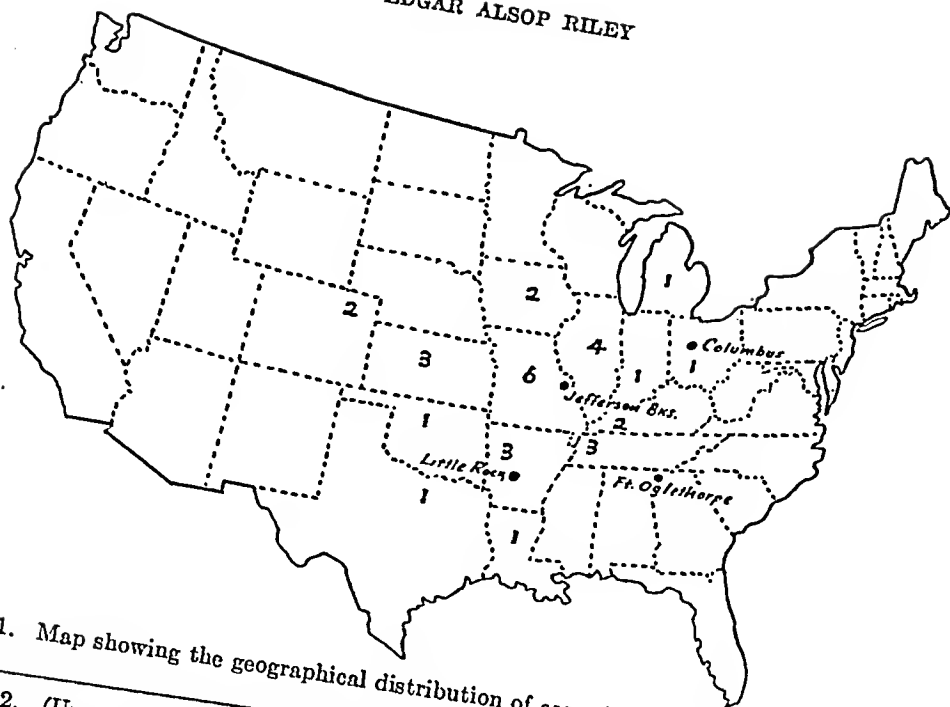 EDGAR ALSOP RILEY
1
2
2
3
4
1
Columbus
1
6
Jefferson Bks.
2
1
3
3
Little Rock
Ft. Oglethorpe
1
1
1. Map showing the geographical distribution of
2.